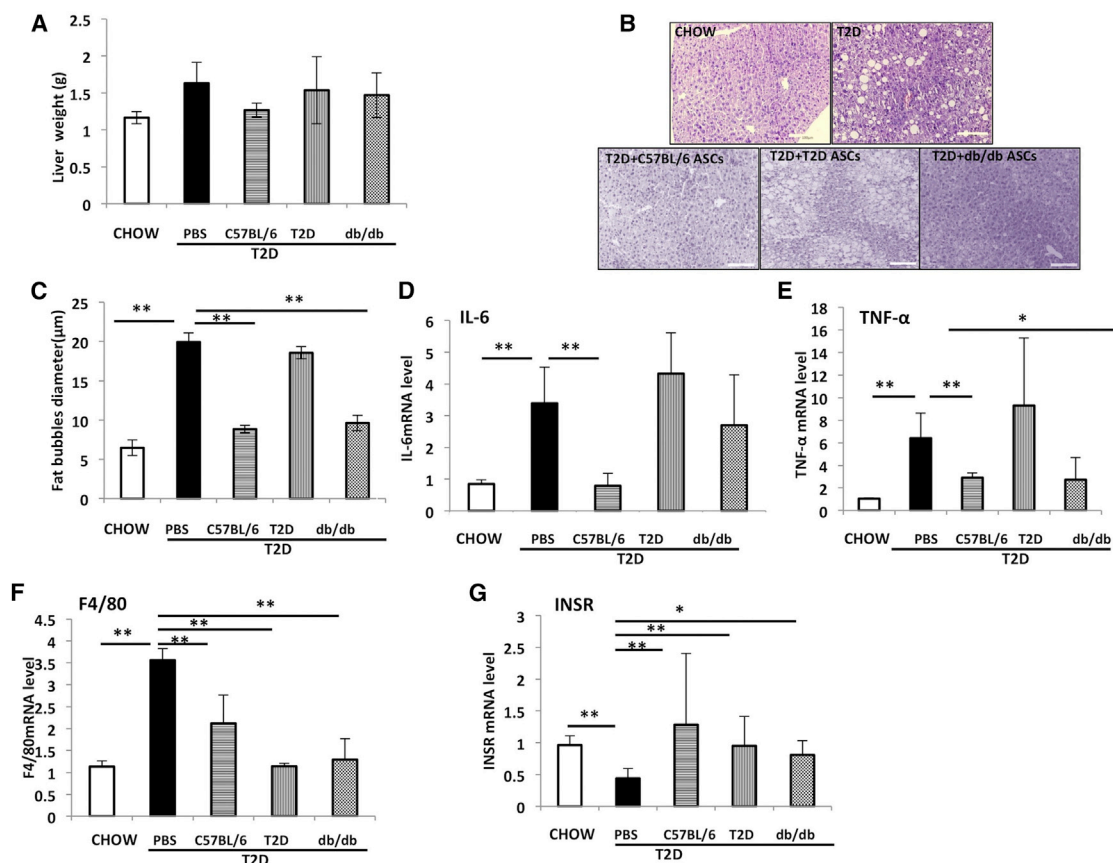 A
Liver weight (g)
2.5
2
1.5
1
0.5
0
CHOW
PBS C57BL/6 T2D db/db
T2D
B
CHOW
T2D
T2D+C57BL/6 ASCs
T2D+T2D ASCs
T2D+db/db ASCs
C
Fat bubbles diameter(μm)
25
20
15
10
5
0
**
**
**
CHOW PBS C57BL/6 T2D db/db
T2D
D
IL-6
IL-6mRNA level
6
5
4
3
2
1
0
** **
CHOW
PBS C57BL/6 T2D db/db
T2D
E
TNF-α
TNF-α mRNA level
18
16
14
12
10
8
6
4
2
0
*
** **
CHOW PBS C57BL/6 T2D db/db
T2D
F
F4/80
F4/80mRNA level
4.5
4
3.5
3
2.5
2
1.5
1
0.5
0
**
**
** **
CHOW PBS C57BL/6 T2D db/db
T2D
G
INSR
INSR mRNA level
3
2.5
2
1.5
1
0.5
0
*
**
**
**
CHOW PBS C57BL/6 T2D db/db
T2D